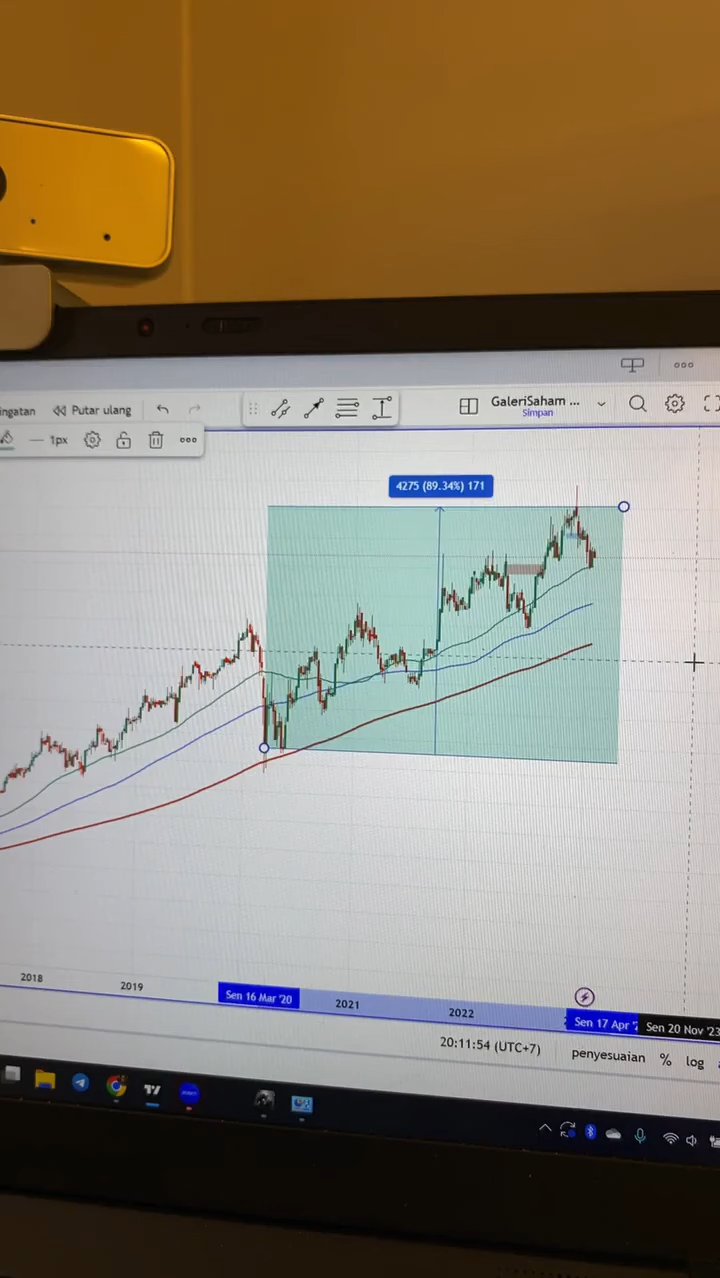 ingatan
Putar ulang
GaleriSaham ...
Simpan
1px
4275 (89.34%) 171
2018
2019
Sen 16 Mar '20
2021
2022
Sen 17 Apr '
Sen 20 Nov '23
20:11:54 (UTC+7)
penyesuaian
%
log